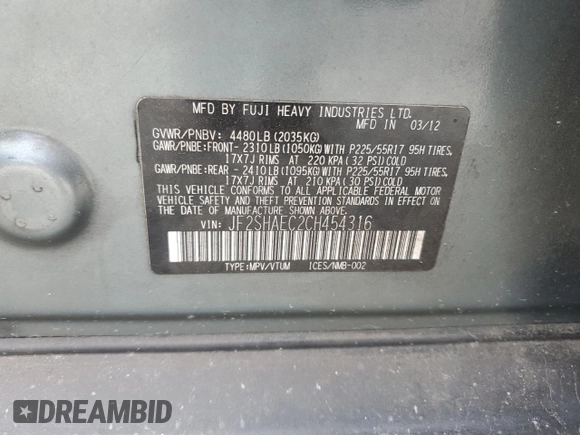 MFD BY FUJI HEAVY INDUSTRIES LTD.
03/12
GVWR/PNBV: 4480LB (2035KG)
GAWR/PNBE:FRONT- 2310LB(1050KG)WITH P225/55R17 95H TIRES.
17X7J RIMS AT 220 KPA( 32 PSI)COLD
GAWR/PNBE:REAR - 2410LB(1095KG)WITH P225/55R17 95H TIRES.
17X7J RIMS AT 210 KPA( 30 PSI)COLD
THIS VEHICLE CONFORMS TO ALL APPLICABLE FEDERAL MOTOR
VEHICLE SAFETY AND THEFT PREVENTION STANDARDS IN EFFECT
ON THE DATE OF MANUFACTURE SHOWN ABOVE.
VIN: JF2SHAEC2CH454316
TYPE:MPV/VTUM ICES/NMB-002
DREAMBID